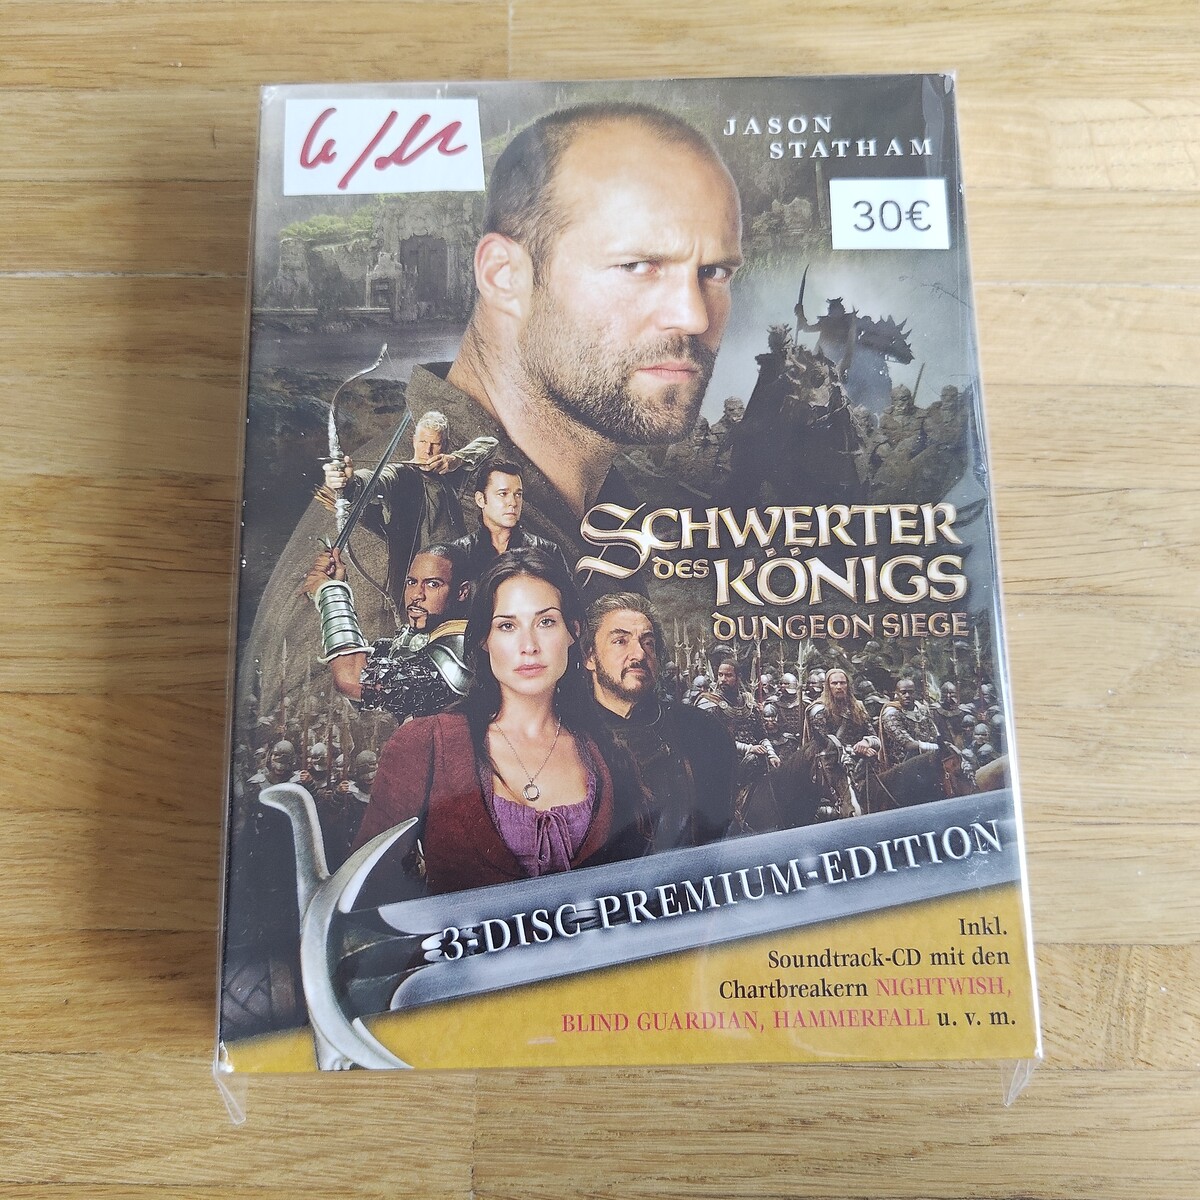 JASON
STATHAM
30€
SCHWERTER
DES KÖNIGS
DUNGEON SIEGE
3-DISC PREMIUM-EDITION
Inkl.
Soundtrack-CD mit den
Chartbreakern NIGHTWISH,
BLIND GUARDIAN, HAMMERFALL u. v. m.